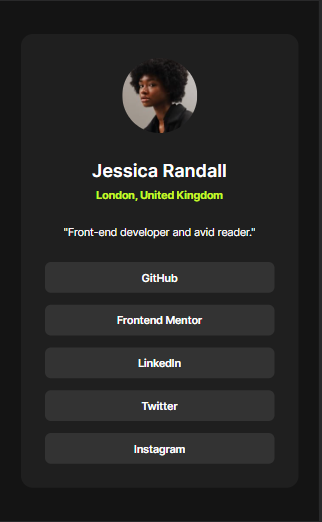 Jessica Randall
London, United Kingdom
"Front-end developer and avid reader."
GitHub
Frontend Mentor
LinkedIn
Twitter
Instagram